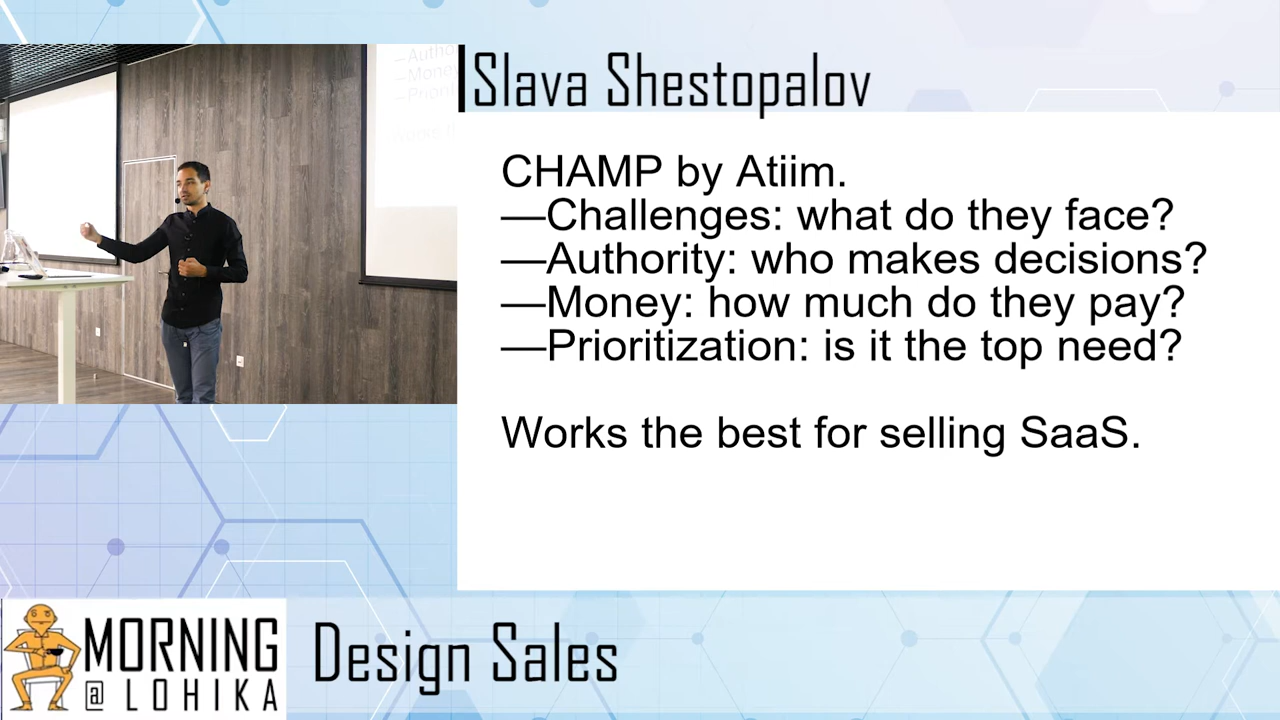 Slava Shestopalov
CHAMP by Atiim.
—Challenges: what do they face?
—Authority: who makes decisions?
—Money: how much do they pay?
—Prioritization: is it the top need?
Works the best for selling SaaS.
MORNING
@ LOHIKA
Design Sales